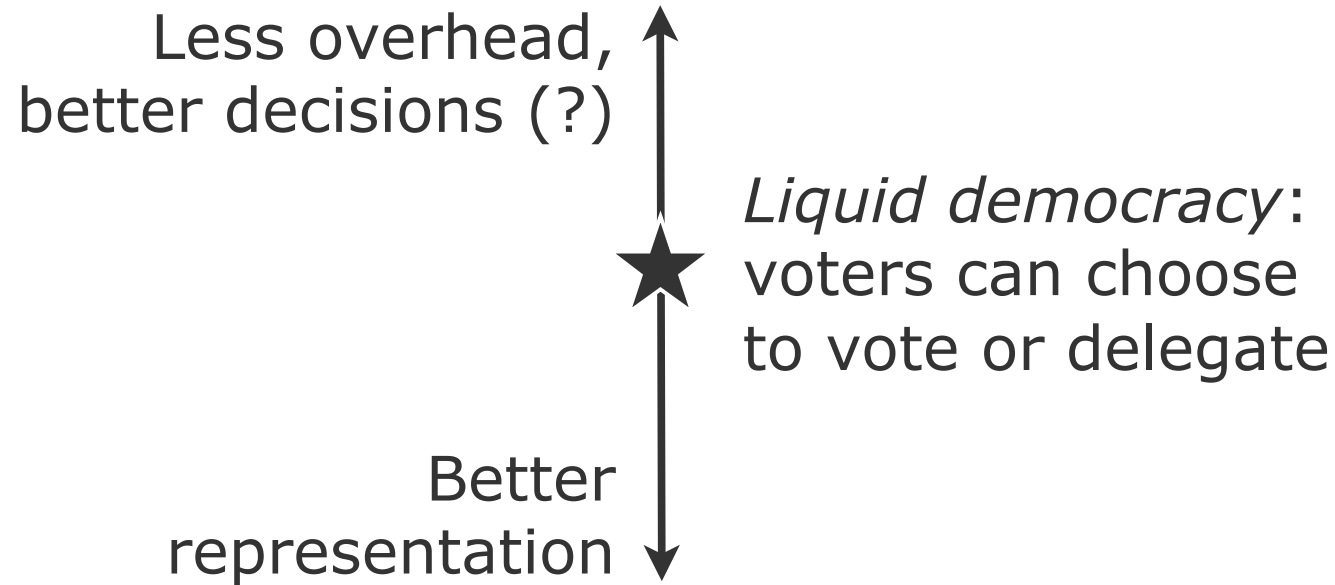 Less overhead,
better decisions (?)
Liquid democracy:
voters can choose
to vote or delegate
Better
representation